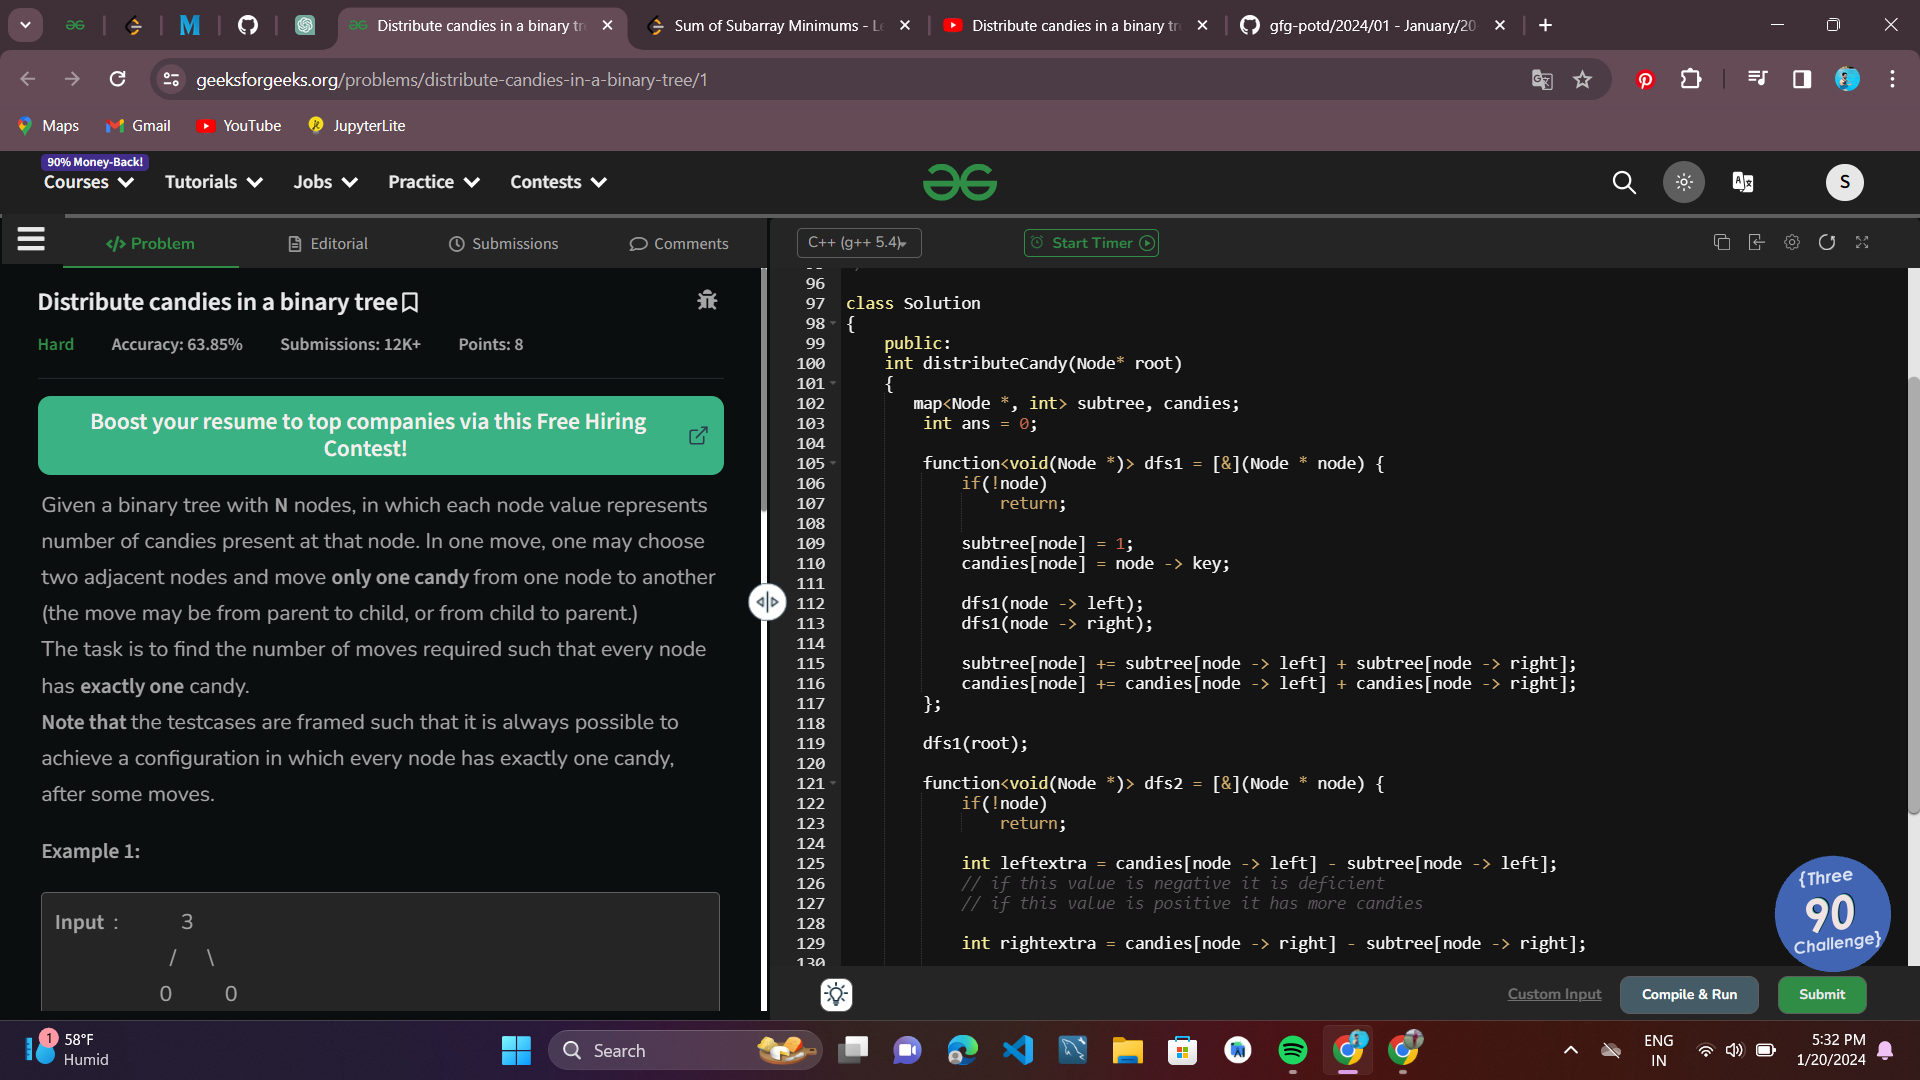 Distribute candies in a binary tr
Sum of Subarray Minimums - Le
Distribute candies in a binary tr
gfg-potd/2024/01 - January/20
geeksforgeeks.org/problems/distribute-candies-in-a-binary-tree/1
Maps Gmail YouTube JupyterLite
90% Money-Back!
Courses Tutorials Jobs Practice Contests
S
</> Problem Editorial Submissions Comments
C++ (g++ 5.4) Start Timer
Distribute candies in a binary tree
Hard Accuracy: 63.85% Submissions: 12K+ Points: 8
Boost your resume to top companies via this Free Hiring
Contest!
Given a binary tree with N nodes, in which each node value represents
number of candies present at that node. In one move, one may choose
two adjacent nodes and move only one candy from one node to another
(the move may be from parent to child, or from child to parent.)
The task is to find the number of moves required such that every node
has exactly one candy.
Note that the testcases are framed such that it is always possible to
achieve a configuration in which every node has exactly one candy,
after some moves.
Example 1:
Input : 3
/ \
0 0
96
97 class Solution
98 {
99 public:
100 int distributeCandy(Node* root)
101 {
102 map<Node *, int> subtree, candies;
103 int ans = 0;
104
105 function<void(Node *)> dfs1 = [&](Node * node) {
106 if(!node)
107 return;
108
109 subtree[node] = 1;
110 candies[node] = node -> key;
111
112 dfs1(node -> left);
113 dfs1(node -> right);
114
115 subtree[node] += subtree[node -> left] + subtree[node -> right];
116 candies[node] += candies[node -> left] + candies[node -> right];
117 };
118
119 dfs1(root);
120
121 function<void(Node *)> dfs2 = [&](Node * node) {
122 if(!node)
123 return;
124
125 int leftextra = candies[node -> left] - subtree[node -> left];
126 // if this value is negative it is deficient
127 // if this value is positive it has more candies
128
129 int rightextra = candies[node -> right] - subtree[node -> right];
130
{Three
90
Challenge}
Custom Input Compile & Run Submit
1
58°F
Humid
Search
ENG
IN
5:32 PM
1/20/2024